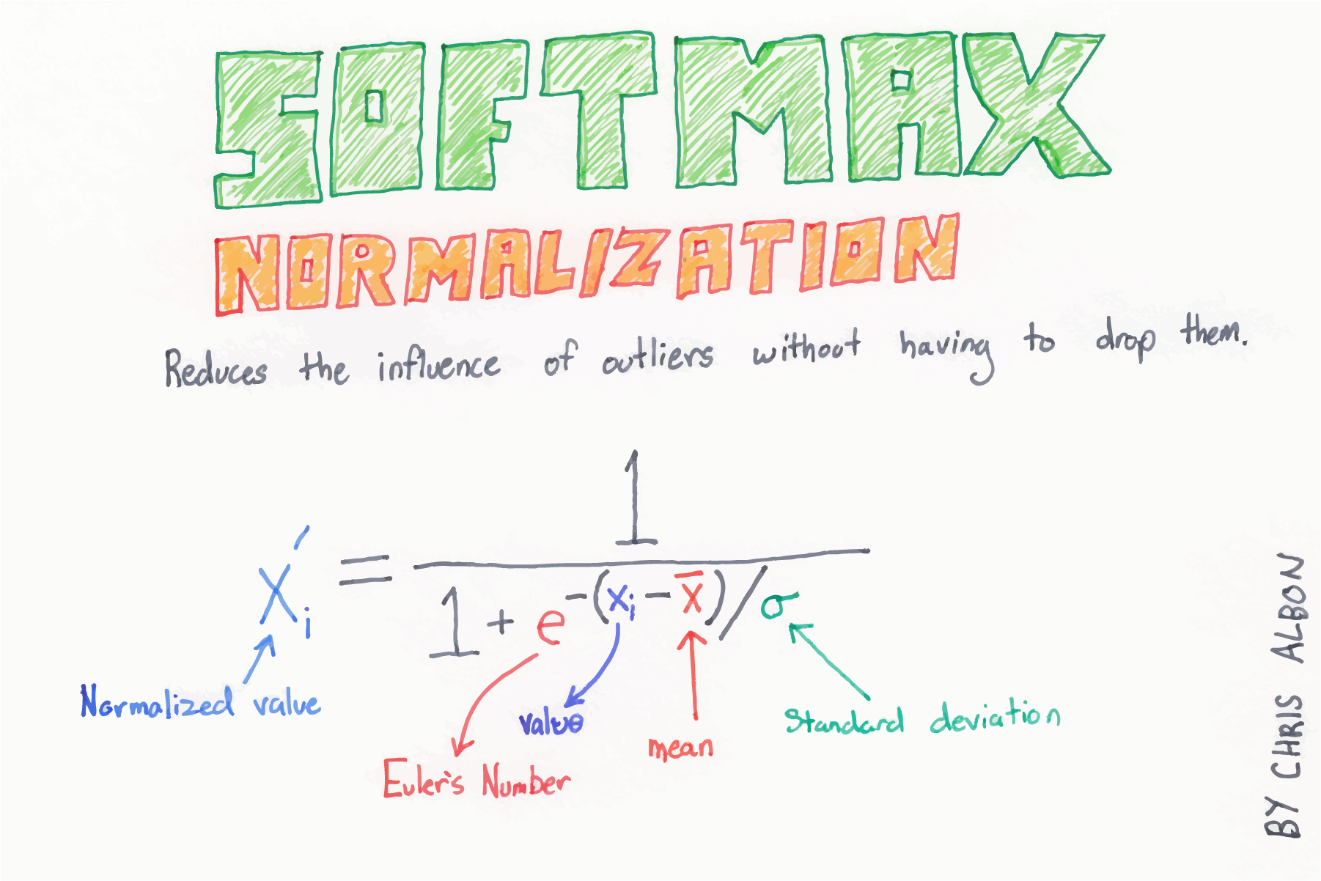 SOFTMAX
NORMALIZATION
Reduces the influence of outliers without having to drop them.
x′ᵢ = 1 / (1 + e^(−(xᵢ − x̄)/σ))
Normalized value
Euler's Number
value
mean
Standard deviation
BY CHRIS ALBON